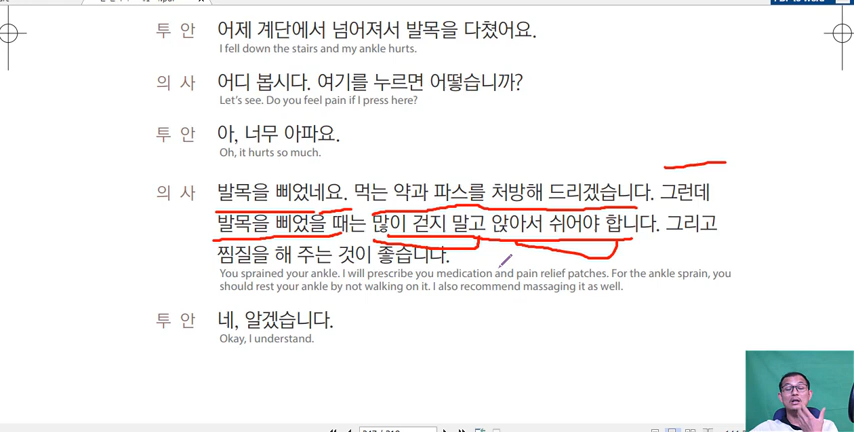 투 안 어제 계단에서 넘어져서 발목을 다쳤어요.
I fell down the stairs and my ankle hurts.
의 사 어디 봅시다. 여기를 누르면 어떻습니까?
Let's see. Do you feel pain if I press here?
투 안 아, 너무 아파요.
Oh, it hurts so much.
의 사 발목을 삐었네요. 먹는 약과 파스를 처방해 드리겠습니다. 그런데
발목을 삐었을 때는 많이 걷지 말고 앉아서 쉬어야 합니다. 그리고
찜질을 해 주는 것이 좋습니다.
You sprained your ankle. I will prescribe you medication and pain relief patches. For the ankle sprain, you
should rest your ankle by not walking on it. I also recommend massaging it as well.
투 안 네, 알겠습니다.
Okay, I understand.